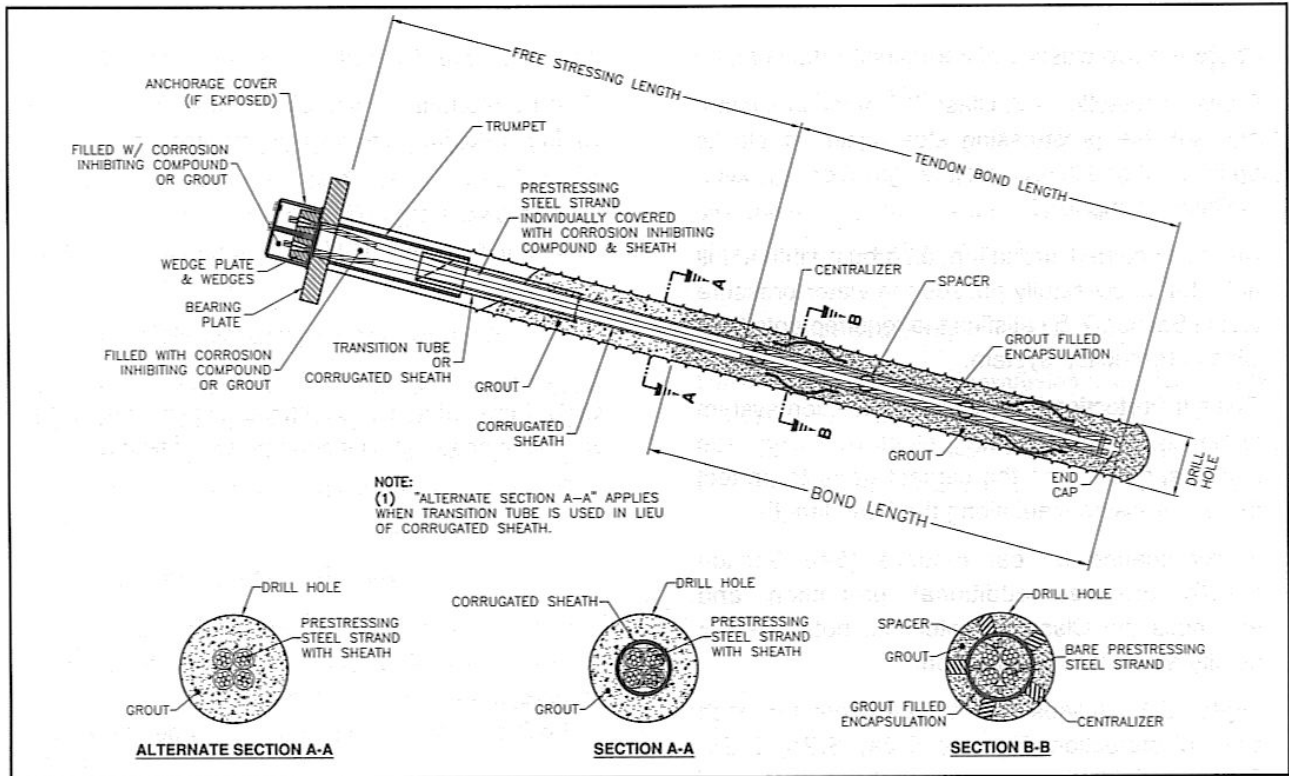 FREE STRESSING LENGTH
ANCHORAGE COVER
(IF EXPOSED)
TRUMPET
TENDON BOND LENGTH
FILLED W/ CORROSION
INHIBITING COMPOUND
OR GROUT
PRESTRESSING
STEEL STRAND
INDIVIDUALLY COVERED
WITH CORROSION INHIBITING
COMPOUND & SHEATH
A
CENTRALIZER
SPACER
B
WEDGE PLATE
& WEDGES
BEARING
PLATE
GROUT FILLED
ENCAPSULATION
FILLED WITH CORROSION
INHIBITING COMPOUND
OR GROUT
TRANSITION TUBE
OR
CORRUGATED SHEATH
GROUT
A
B
CORRUGATED
SHEATH
GROUT
END
CAP
DRILL
HOLE
BOND LENGTH
NOTE:
(1) "ALTERNATE SECTION A-A" APPLIES
WHEN TRANSITION TUBE IS USED IN LIEU
OF CORRUGATED SHEATH.
DRILL HOLE
PRESTRESSING
STEEL STRAND
WITH SHEATH
GROUT
ALTERNATE SECTION A-A
DRILL HOLE
CORRUGATED SHEATH
PRESTRESSING
STEEL STRAND
WITH SHEATH
GROUT
SECTION A-A
DRILL HOLE
SPACER
GROUT
BARE PRESTRESSING
STEEL STRAND
GROUT FILLED
ENCAPSULATION
CENTRALIZER
SECTION B-B